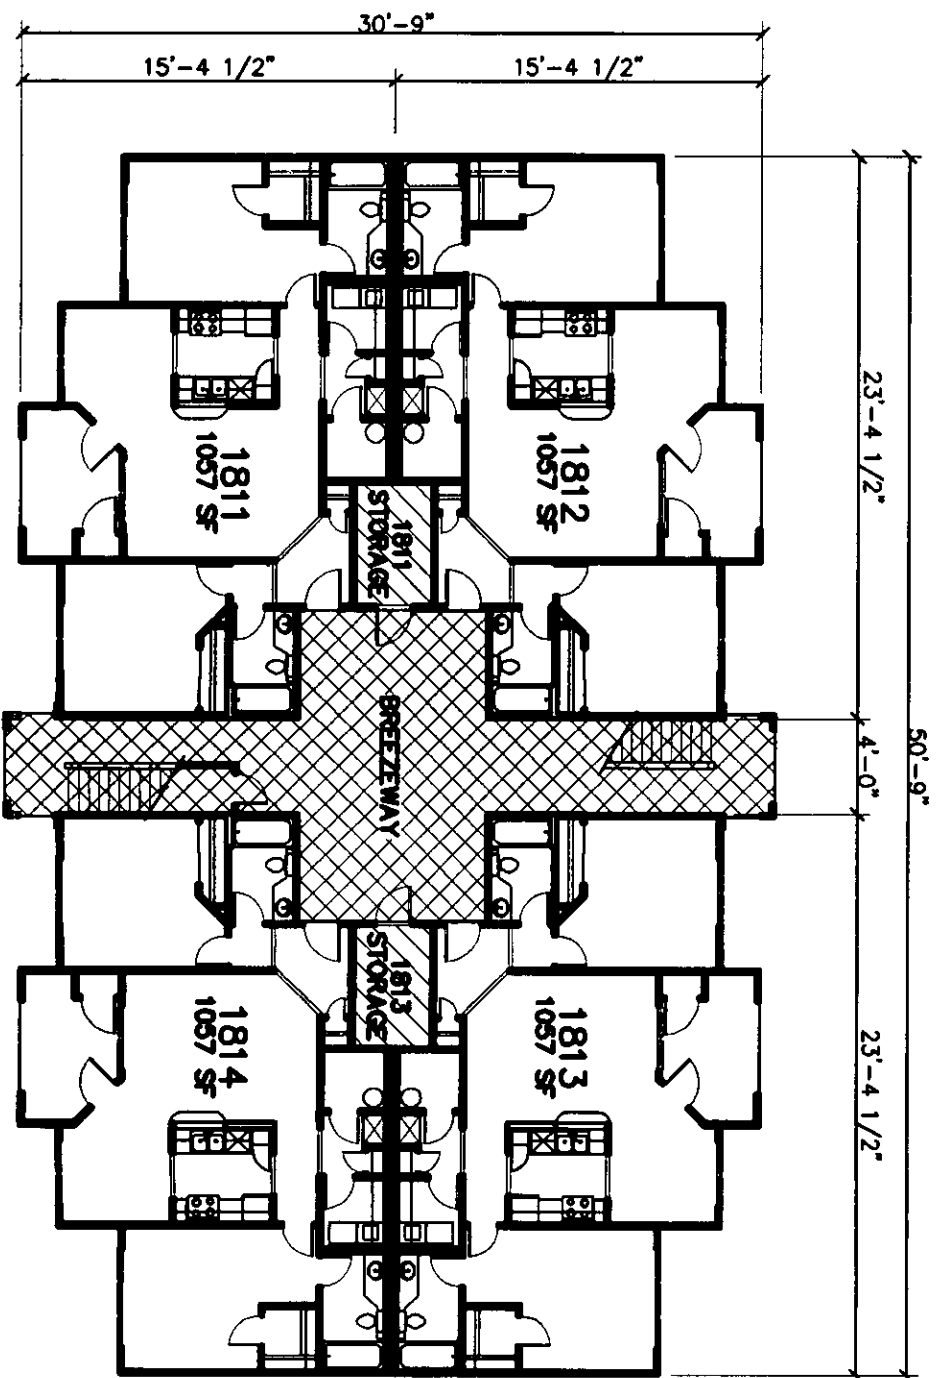 30'-9"
15'-4 1/2"
15'-4 1/2"
23'-4 1/2"
50'-9"
4'-0"
23'-4 1/2"
1811
1057 SF
1812
1057 SF
1811
STORAGE
BREEZEWAY
1813
STORAGE
1814
1057 SF
1813
1057 SF